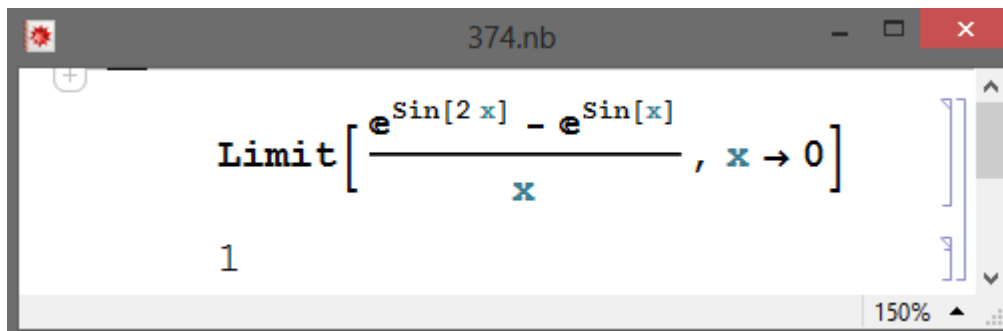 374.nb
Limit[(ⅇ^Sin[2 x] - ⅇ^Sin[x])/x, x → 0]
1
150%